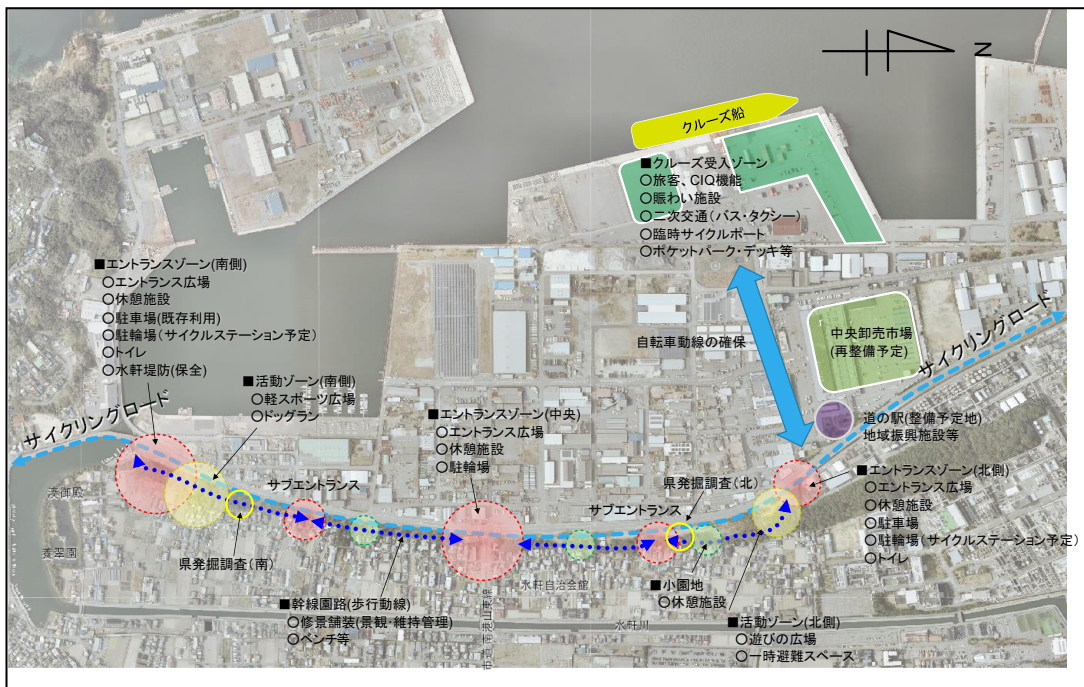 N
クルーズ船
■クルーズ受入ゾーン
○旅客、CIQ機能
○賑わい施設
○二次交通(バス・タクシー)
○臨時サイクルポート
○ポケットパーク・デッキ等
■エントランスゾーン(南側)
○エントランス広場
○休憩施設
○駐車場(既存利用)
○駐輪場(サイクルステーション予定)
○トイレ
○水軒堤防(保全)
サイクリングロード
■活動ゾーン(南側)
○軽スポーツ広場
○ドッグラン
■エントランスゾーン(中央)
○エントランス広場
○休憩施設
○駐輪場
自転車動線の確保
中央卸売市場
(再整備予定)
サイクリングロード
道の駅(整備予定地)
地域振興施設等
■エントランスゾーン(北側)
○エントランス広場
○休憩施設
○駐車場
○駐輪場(サイクルステーション予定)
○トイレ
サブエントランス
サブエントランス
県発掘調査(北)
県発掘調査(南)
湊御殿
養翠園
水軒自治会館
水軒川
■幹線園路(歩行動線)
○修景舗装(景観・維持管理)
○ベンチ等
■小園地
○休憩施設
■活動ゾーン(北側)
○遊びの広場
○一時避難スペース